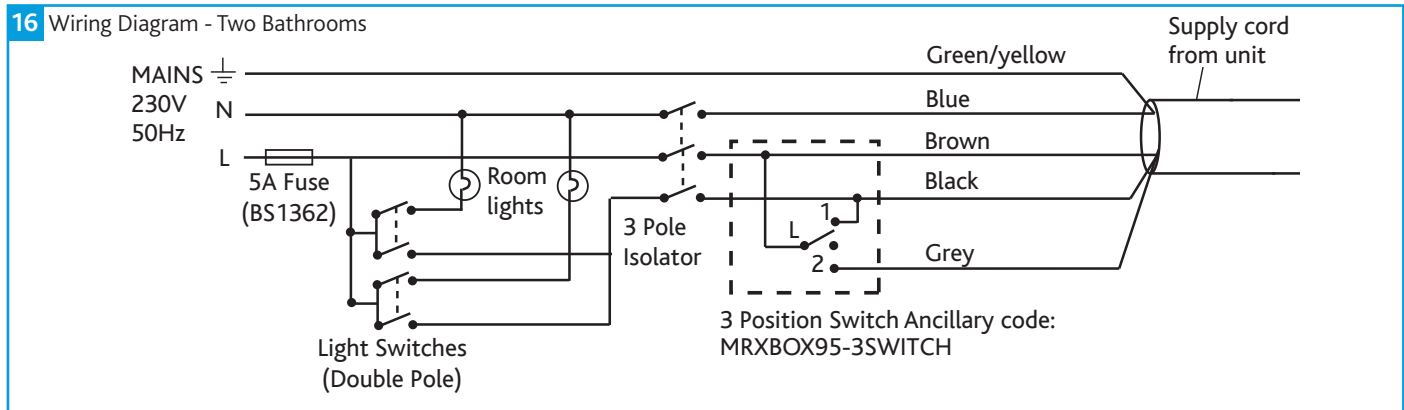 16 Wiring Diagram - Two Bathrooms
Supply cord
from unit
Green/yellow
MAINS
230V
50Hz
N
Blue
L
Brown
5A Fuse
(BS1362)
Room
lights
Black
3 Pole
Isolator
1
L
2
Grey
3 Position Switch Ancillary code:
MRXBOX95-3SWITCH
Light Switches
(Double Pole)